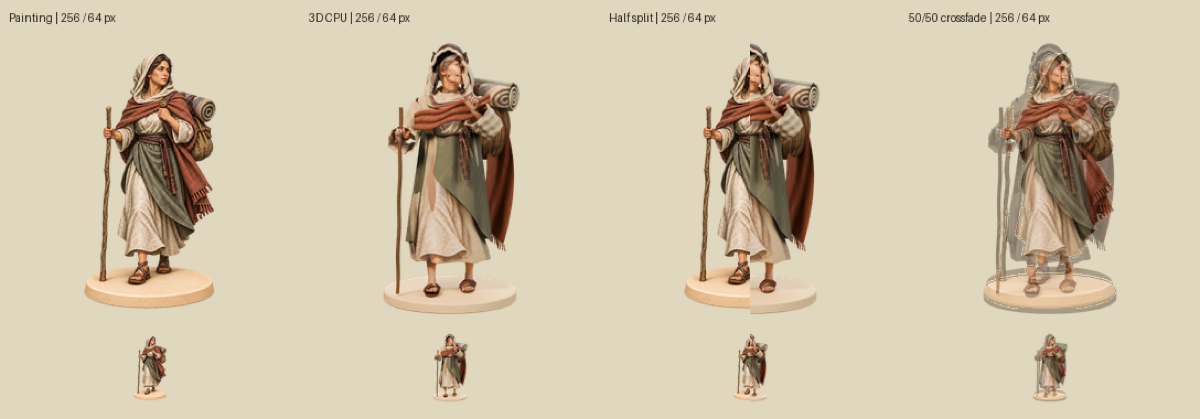 Painting | 256 / 64 px
3D CPU | 256 / 64 px
Half split | 256 / 64 px
50/50 crossfade | 256 / 64 px